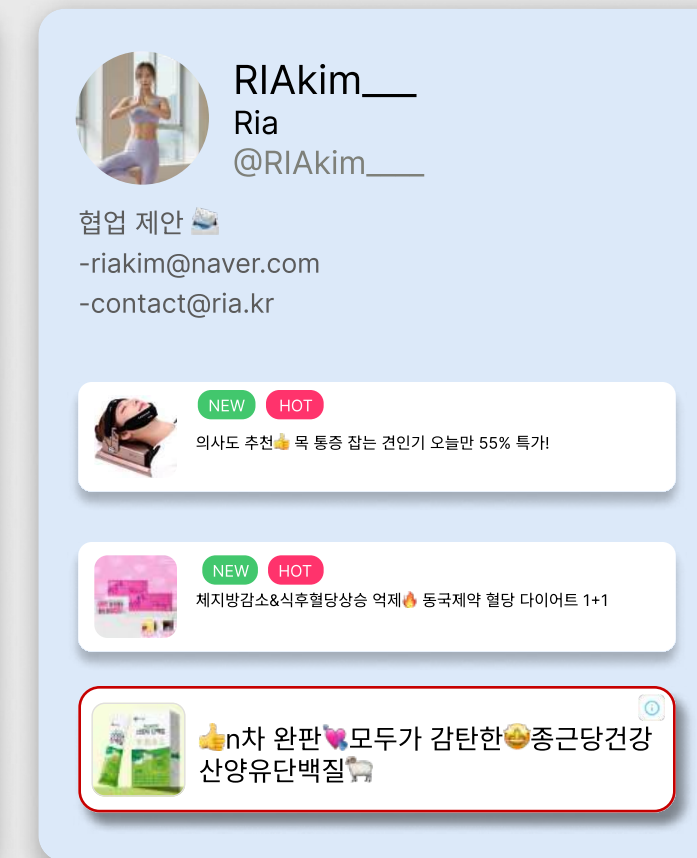 RIAkim___
Ria
@RIAkim____
협업 제안 📨
-riakim@naver.com
-contact@ria.kr
NEW HOT
의사도 추천👍 목 통증 잡는 견인기 오늘만 55% 특가!
NEW HOT
체지방감소&식후혈당상승 억제🔥 동국제약 혈당 다이어트 1+1
👍n차 완판💘모두가 감탄한🤩종근당건강
산양유단백질🐑